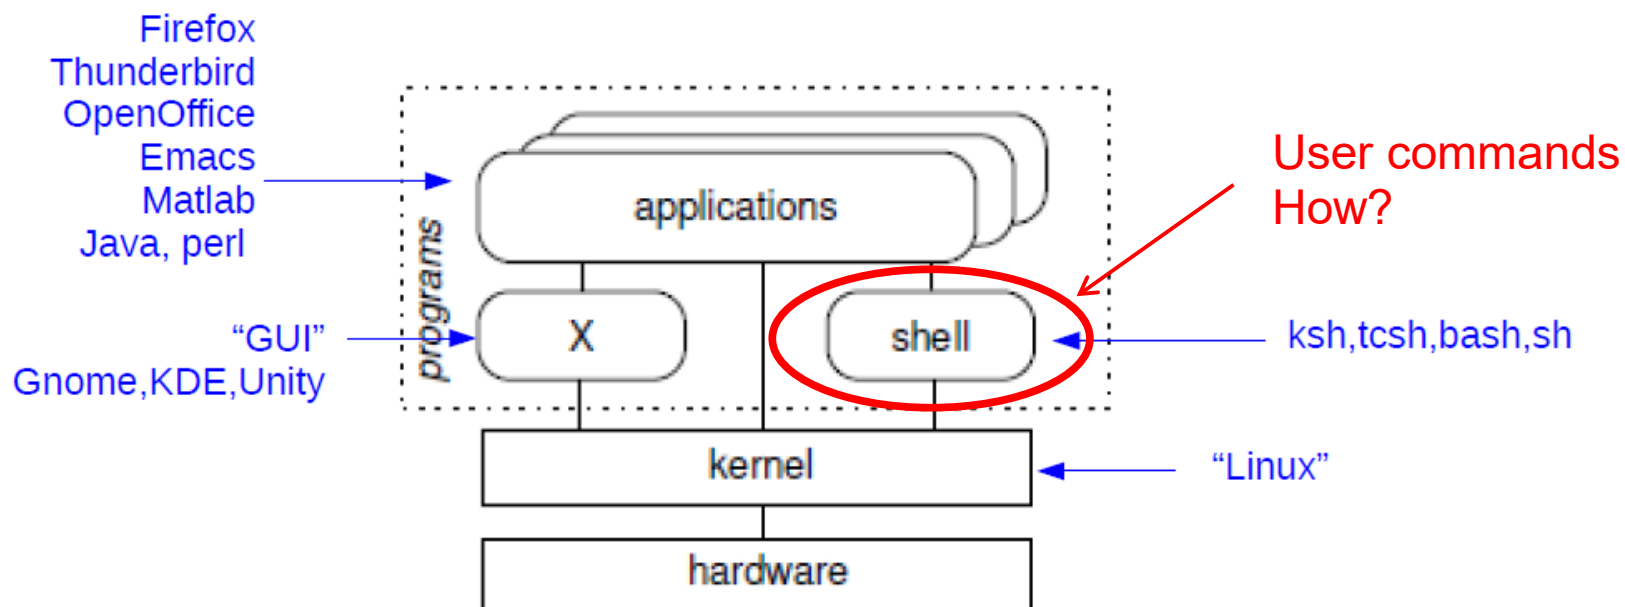 Firefox
Thunderbird
OpenOffice
Emacs
Matlab
Java, perl
applications
User commands
How?
programs
“GUI”
Gnome,KDE,Unity
X
shell
ksh,tcsh,bash,sh
kernel
“Linux”
hardware